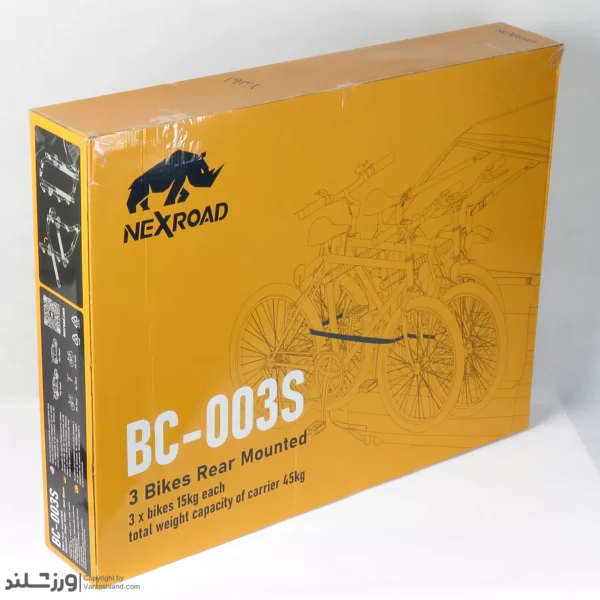 NEXROAD
NEXROAD
BC-003S
3 Bikes Rear Mounted
3 x bikes 15kg each
total weight capacity of carrier 45kg
BC-003S
ورزشلند
Copyright by
Varzeshland.com